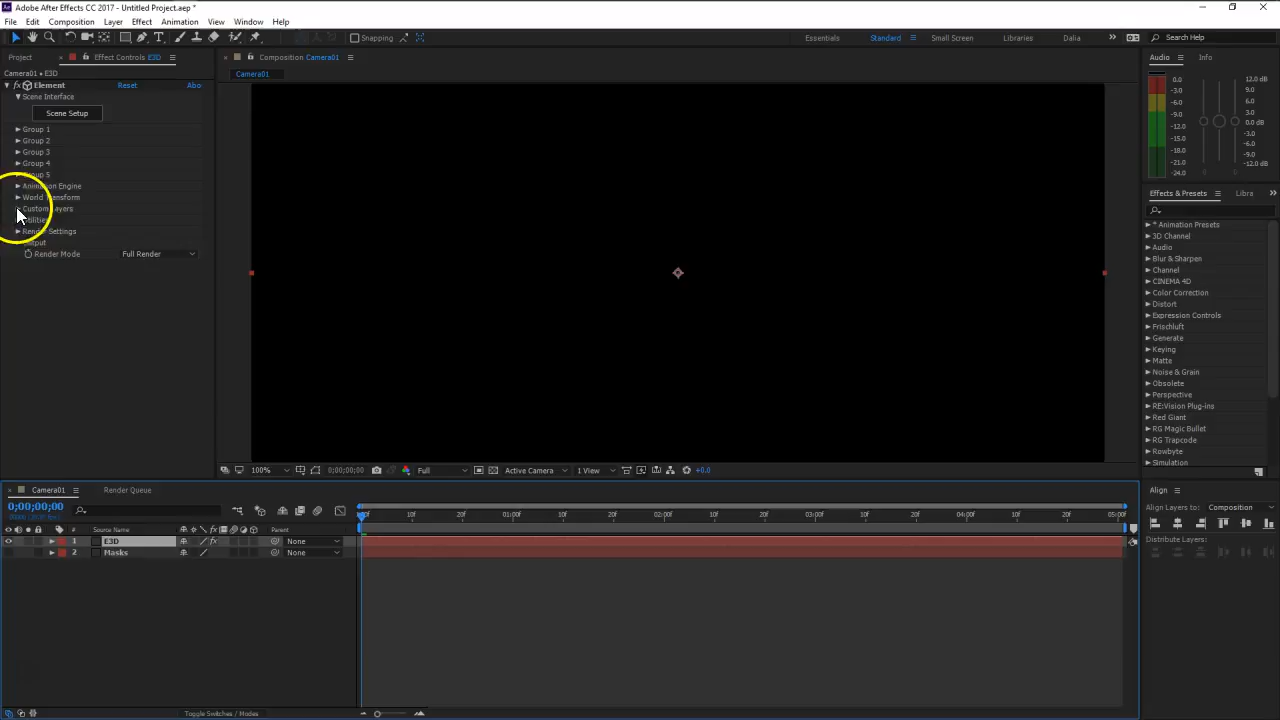 Adobe After Effects CC 2017 - Untitled Project.aep *
File Edit Composition Layer Effect Animation View Window Help
Snapping Essentials Standard Small Screen Libraries Dalia Search Help
Project Effect Controls E3D Composition Camera01 Audio Info
Camera01 • E3D Camera01
Element Reset Abo
Scene Interface
Scene Setup
Group 1
Group 2
Group 3
Group 4
Group 5
Animation Engine
World Transform
Custom Layers
Utilities
Render Settings
Output
Render Mode Full Render
0.0
-3.0
-6.0
-9.0
-12.0
-15.0
-18.0
-21.0
-24.0
12.0 dB
9.0
6.0
3.0
0.0 dB
-3.0
-6.0
-9.0
-12.0 dB
Effects & Presets Libra
* Animation Presets
3D Channel
Audio
Blur & Sharpen
Channel
CINEMA 4D
Color Correction
Distort
Expression Controls
Frischluft
Generate
Keying
Matte
Noise & Grain
Obsolete
Perspective
RE:Vision Plug-ins
Red Giant
RG Magic Bullet
RG Trapcode
Rowbyte
Simulation
100% 0;00;00;00 Full Active Camera 1 View +0.0
Camera01 Render Queue
0;00;00;00
10f 20f 01:00f 10f 20f 02:00f 10f 20f 03:00f 10f 20f 04:00f 10f 20f 05:00f
# Source Name Parent
1 E3D None
2 Masks None
Toggle Switches / Modes
Align
Align Layers to: Composition
Distribute Layers: